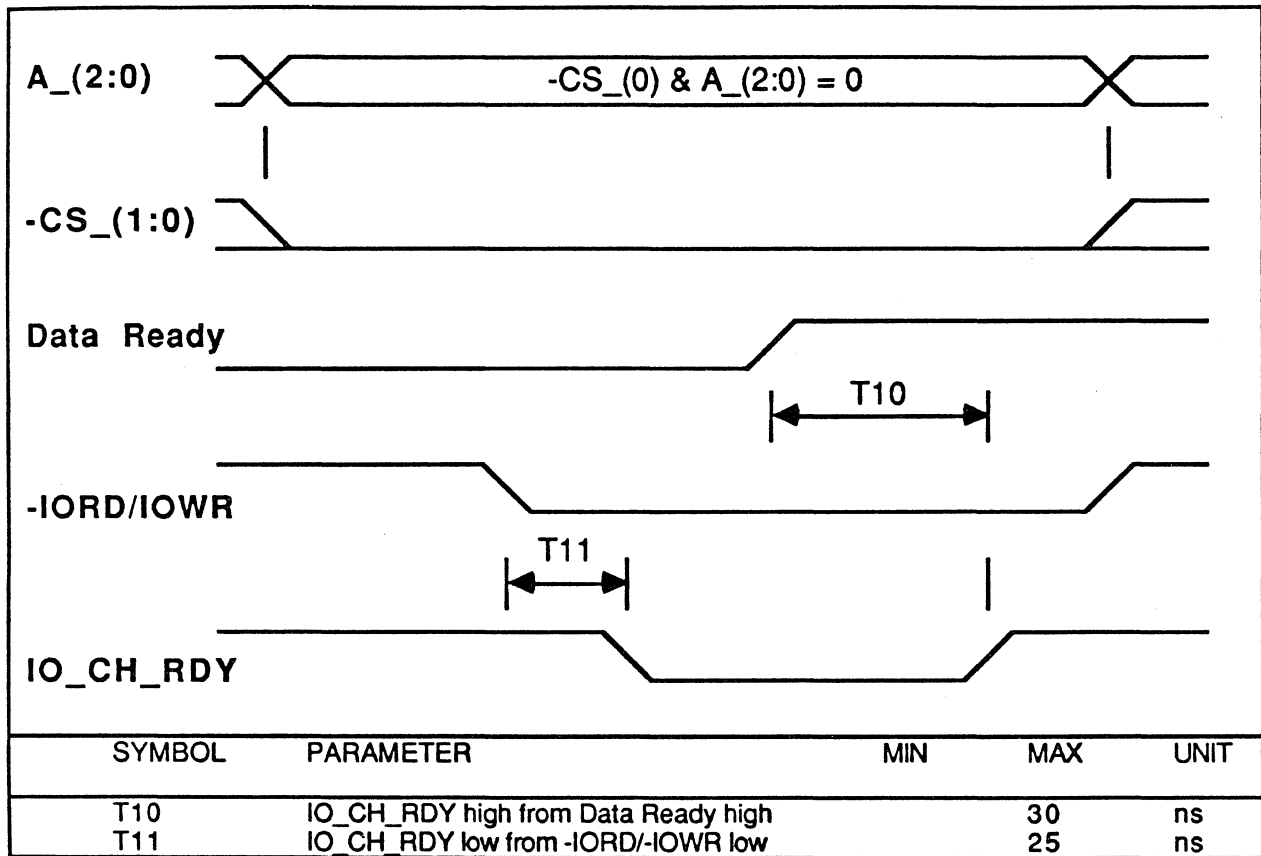 A_(2:0)
-CS_(0) & A_(2:0) = 0
-CS_(1:0)
Data Ready
T10
-IORD/IOWR
T11
IO_CH_RDY
SYMBOL PARAMETER MIN MAX UNIT
T10 IO_CH_RDY high from Data Ready high 30 ns
T11 IO_CH_RDY low from -IORD/-IOWR low 25 ns